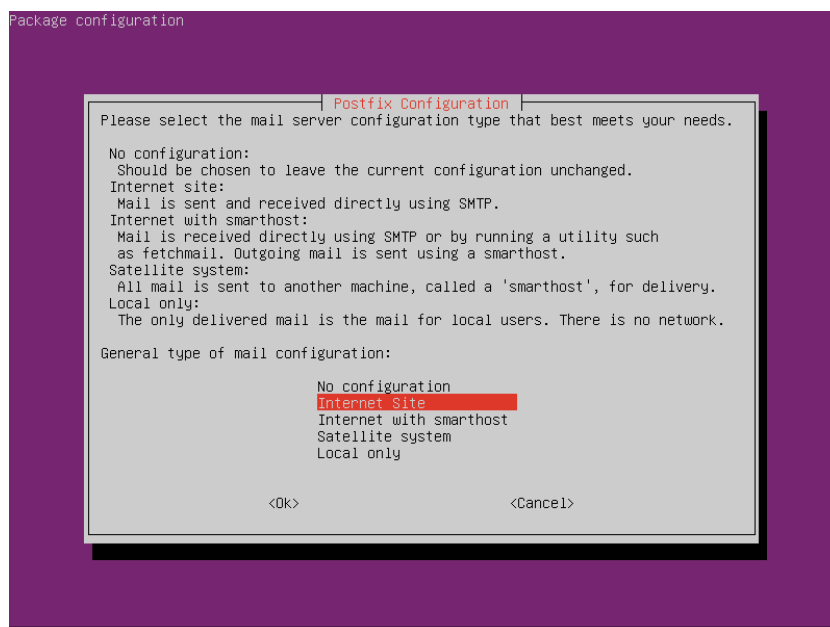 Package configuration
Postfix Configuration
Please select the mail server configuration type that best meets your needs.
No configuration:
Should be chosen to leave the current configuration unchanged.
Internet site:
Mail is sent and received directly using SMTP.
Internet with smarthost:
Mail is received directly using SMTP or by running a utility such
as fetchmail. Outgoing mail is sent using a smarthost.
Satellite system:
All mail is sent to another machine, called a 'smarthost', for delivery.
Local only:
The only delivered mail is the mail for local users. There is no network.
General type of mail configuration:
No configuration
Internet Site
Internet with smarthost
Satellite system
Local only
<Ok> <Cancel>